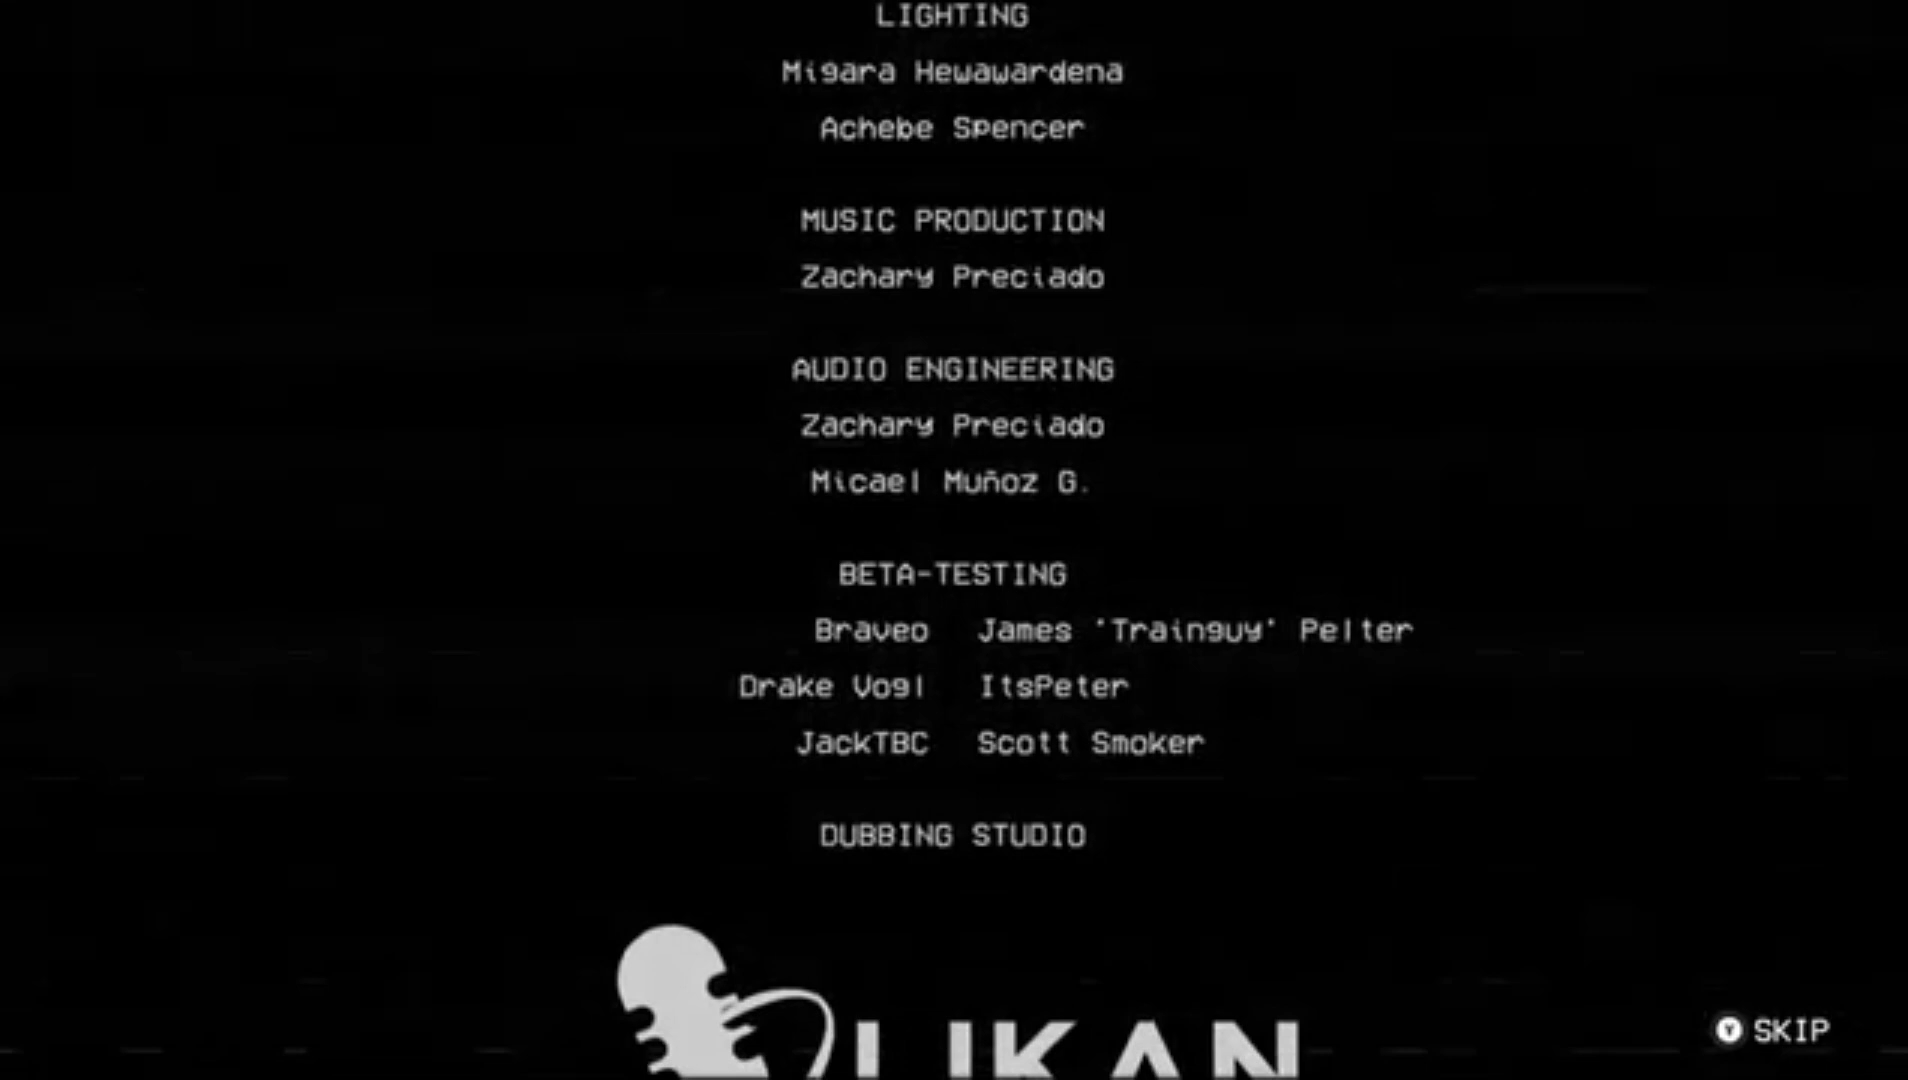 LIGHTING
Migara Hewawardena
Achebe Spencer
MUSIC PRODUCTION
Zachary Preciado
AUDIO ENGINEERING
Zachary Preciado
Micael Muñoz G.
BETA-TESTING
Braveo James 'Trainguy' Pelter
Drake Vogl ItsPeter
JackTBC Scott Smoker
DUBBING STUDIO
LIKAN
Y SKIP